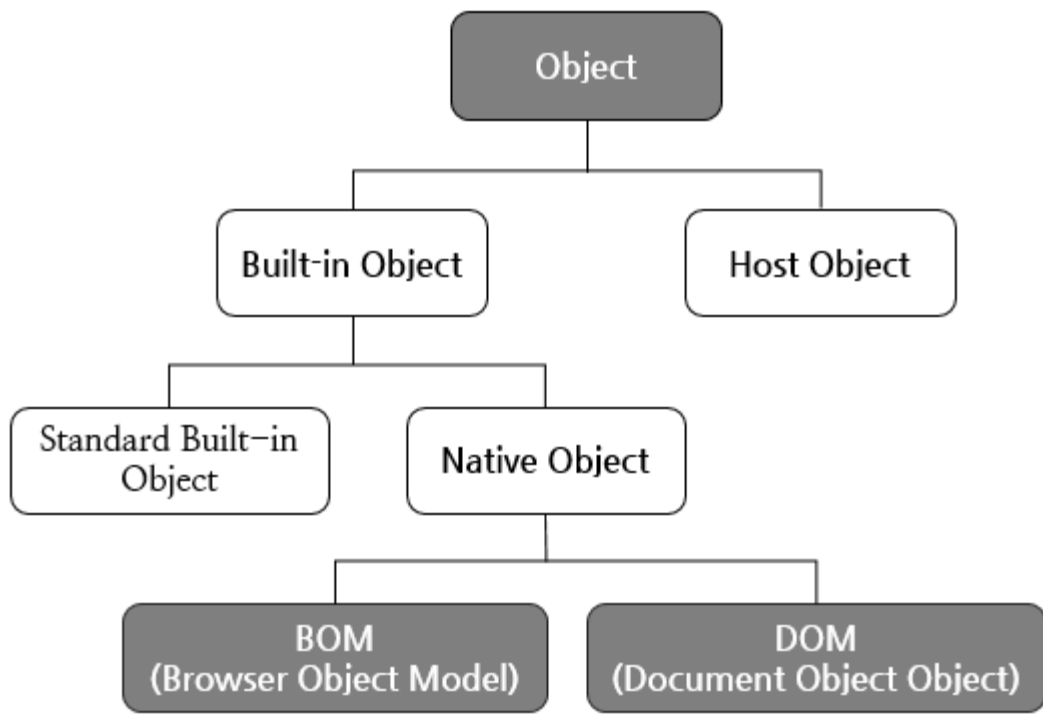 Object
Built-in Object
Host Object
Standard Built-in
Object
Native Object
BOM
(Browser Object Model)
DOM
(Document Object Object)